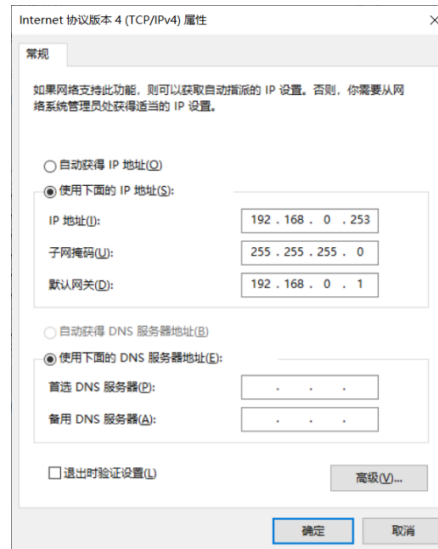 Internet 协议版本 4 (TCP/IPv4) 属性
常规
如果网络支持此功能，则可以获取自动指派的 IP 设置。否则，你需要从网
络系统管理员处获得适当的 IP 设置。
自动获得 IP 地址(O)
使用下面的 IP 地址(S):
IP 地址(I): 192 . 168 . 0 . 253
子网掩码(U): 255 . 255 . 255 . 0
默认网关(D): 192 . 168 . 0 . 1
自动获得 DNS 服务器地址(B)
使用下面的 DNS 服务器地址(E):
首选 DNS 服务器(P): . . .
备用 DNS 服务器(A): . . .
退出时验证设置(L)
高级(V)...
确定 取消